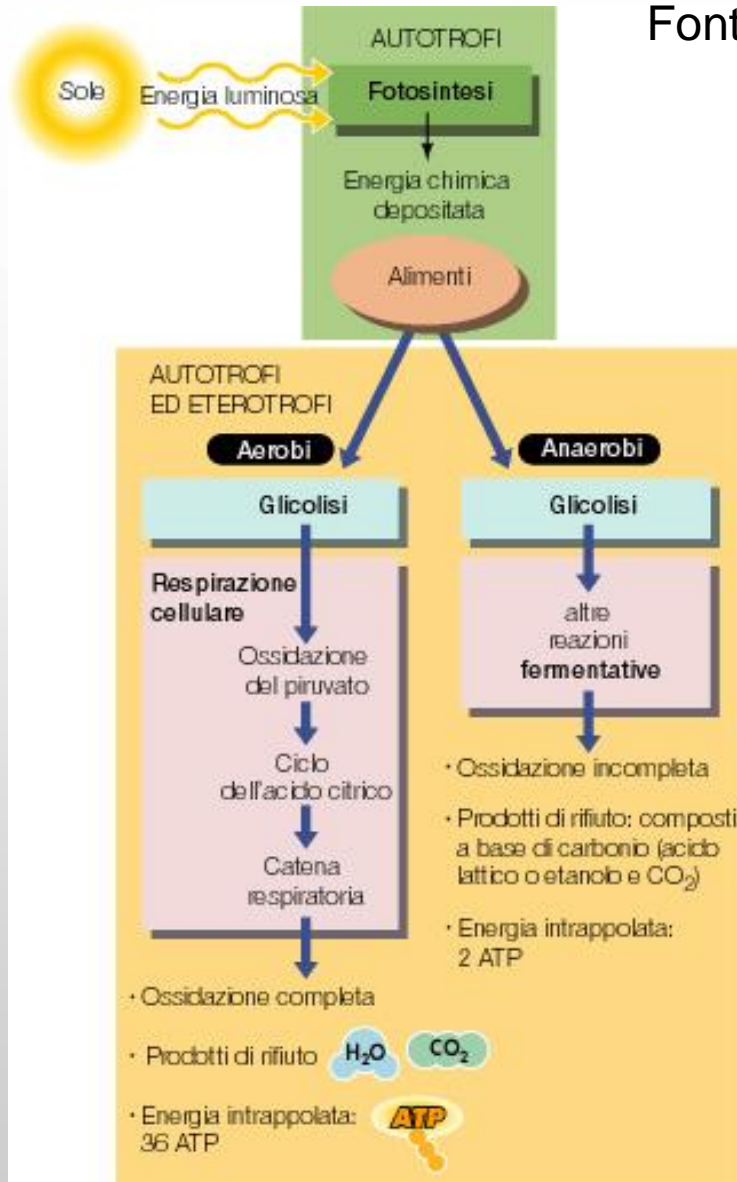 Font
AUTOTROFI
Sole
Energia luminosa
Fotosintesi
Energia chimica
depositata
Alimenti
AUTOTROFI
ED ETEROTROFI
Aerobi
Glicolisi
Respirazione
cellulare
Ossidazione
del piruvato
Ciclo
dell'acido citrico
Catena
respiratoria
· Ossidazione completa
· Prodotti di rifiuto H₂O CO₂
· Energia intrappolata: ATP
36 ATP
Anaerobi
Glicolisi
altre
reazioni
fermentative
· Ossidazione incompleta
· Prodotti di rifiuto: composti
a base di carbonio (acido
lattico o etanolo e CO₂)
· Energia intrappolata:
2 ATP